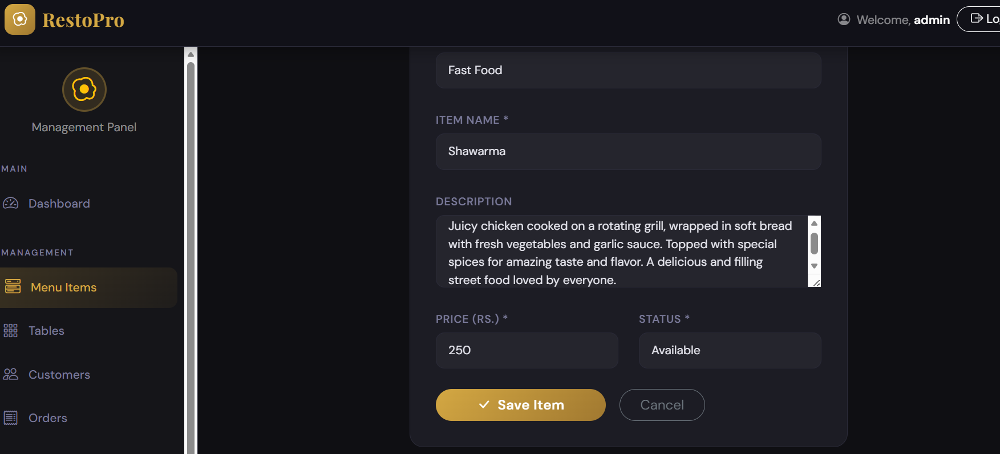 RestoPro
Welcome, admin
Management Panel
MAIN
Dashboard
MANAGEMENT
Menu Items
Tables
Customers
Orders
Fast Food
ITEM NAME *
Shawarma
DESCRIPTION
Juicy chicken cooked on a rotating grill, wrapped in soft bread
with fresh vegetables and garlic sauce. Topped with special
spices for amazing taste and flavor. A delicious and filling
street food loved by everyone.
PRICE (RS.) *
STATUS *
250
Available
Save Item
Cancel